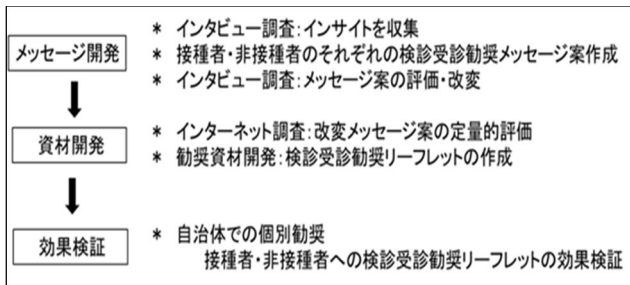 メッセージ開発
* インタビュー調査:インサイトを収集
* 接種者・非接種者のそれぞれの検診受診勧奨メッセージ案作成
* インタビュー調査:メッセージ案の評価・改変
資材開発
* インターネット調査:改変メッセージ案の定量的評価
* 勧奨資材開発:検診受診勧奨リーフレットの作成
効果検証
* 自治体での個別勧奨
接種者・非接種者への検診受診勧奨リーフレットの効果検証